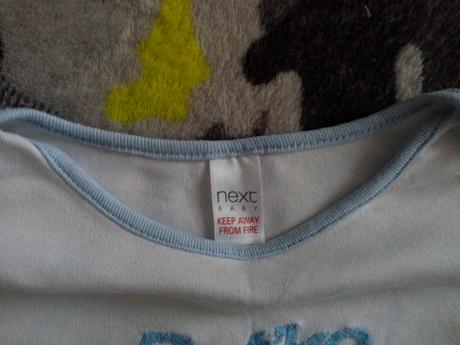 next
BABY
KEEP AWAY
FROM FIRE